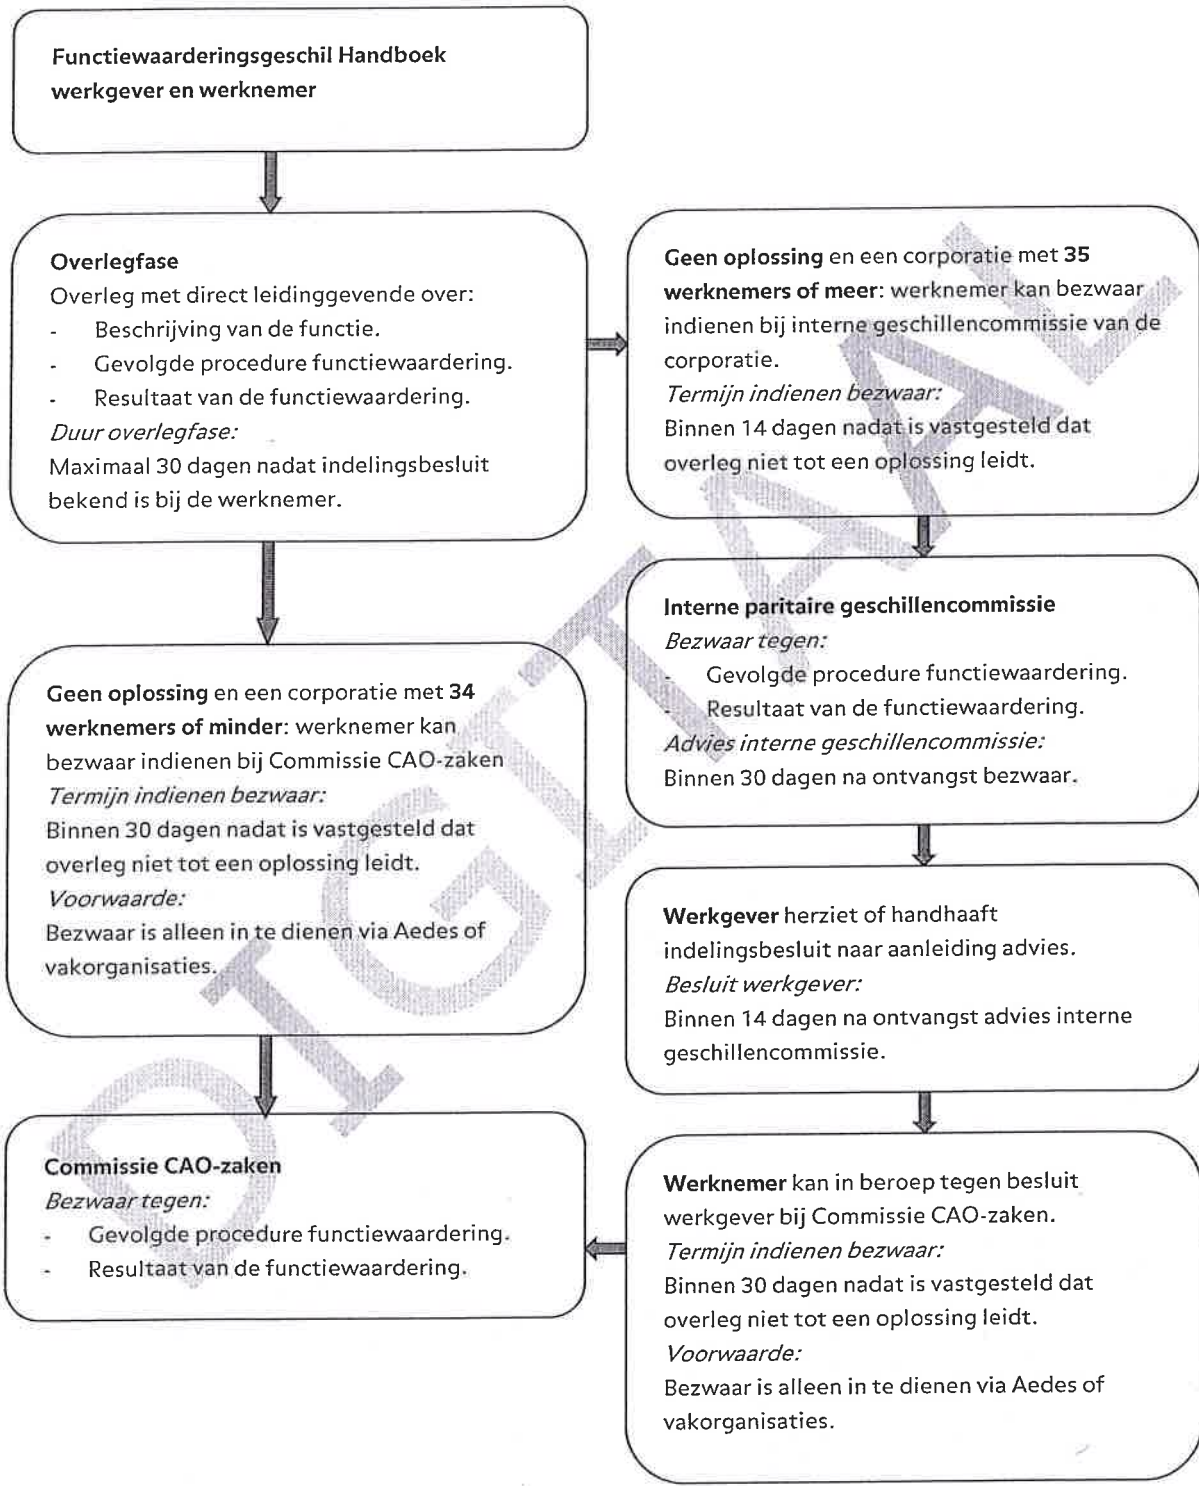 Functiewaarderingsgeschil Handboek
werkgever en werknemer
Overlegfase
Overleg met direct leidinggevende over:
- Beschrijving van de functie.
- Gevolgde procedure functiewaardering.
- Resultaat van de functiewaardering.
Duur overlegfase:
Maximaal 30 dagen nadat indelingsbesluit
bekend is bij de werknemer.
Geen oplossing en een corporatie met 35
werknemers of meer: werknemer kan bezwaar
indienen bij interne geschillencommissie van de
corporatie.
Termijn indienen bezwaar:
Binnen 14 dagen nadat is vastgesteld dat
overleg niet tot een oplossing leidt.
Interne paritaire geschillencommissie
Bezwaar tegen:
- Gevolgde procedure functiewaardering.
- Resultaat van de functiewaardering.
Advies interne geschillencommissie:
Binnen 30 dagen na ontvangst bezwaar.
Geen oplossing en een corporatie met 34
werknemers of minder: werknemer kan
bezwaar indienen bij Commissie CAO-zaken
Termijn indienen bezwaar:
Binnen 30 dagen nadat is vastgesteld dat
overleg niet tot een oplossing leidt.
Voorwaarde:
Bezwaar is alleen in te dienen via Aedes of
vakorganisaties.
Werkgever herziet of handhaaft
indelingsbesluit naar aanleiding advies.
Besluit werkgever:
Binnen 14 dagen na ontvangst advies interne
geschillencommissie.
Commissie CAO-zaken
Bezwaar tegen:
- Gevolgde procedure functiewaardering.
- Resultaat van de functiewaardering.
Werknemer kan in beroep tegen besluit
werkgever bij Commissie CAO-zaken.
Termijn indienen bezwaar:
Binnen 30 dagen nadat is vastgesteld dat
overleg niet tot een oplossing leidt.
Voorwaarde:
Bezwaar is alleen in te dienen via Aedes of
vakorganisaties.
DIGITAAL